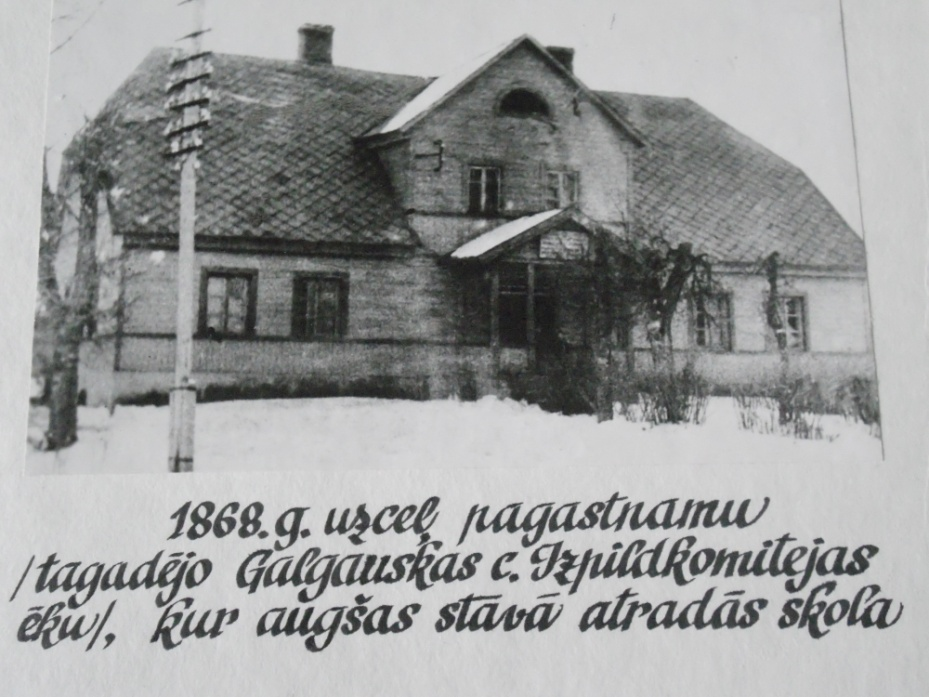 1868.g. uzceļ pagastnamu
/tagadējo Galgauskas c. Izpildkomitejas
ēku/, kur augšas stāvā atradās skola